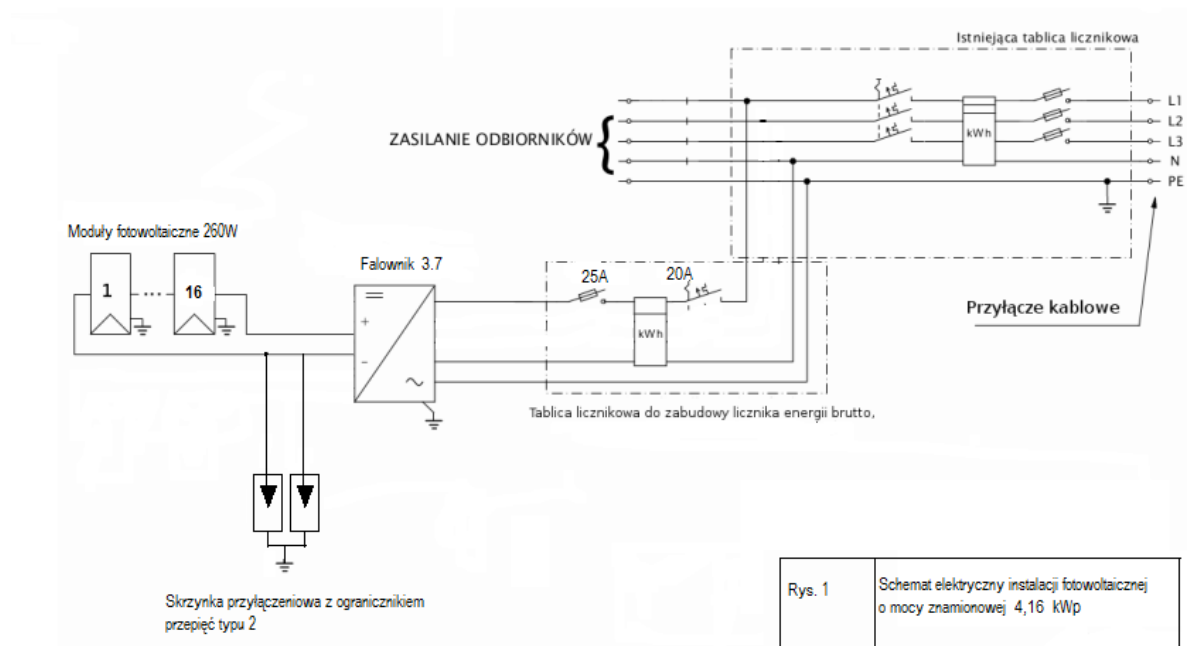 Istniejąca tablica licznikowa
L1
L2
L3
N
PE
kWh
ZASILANIE ODBIORNIKÓW
Moduły fotowoltaiczne 260W
1
16
Falownik 3.7
25A
20A
kWh
Przyłącze kablowe
Tablica licznikowa do zabudowy licznika energii brutto,
Skrzynka przyłączeniowa z ogranicznikiem
przepięć typu 2
Rys. 1
Schemat elektryczny instalacji fotowoltaicznej
o mocy znamionowej 4,16 kWp